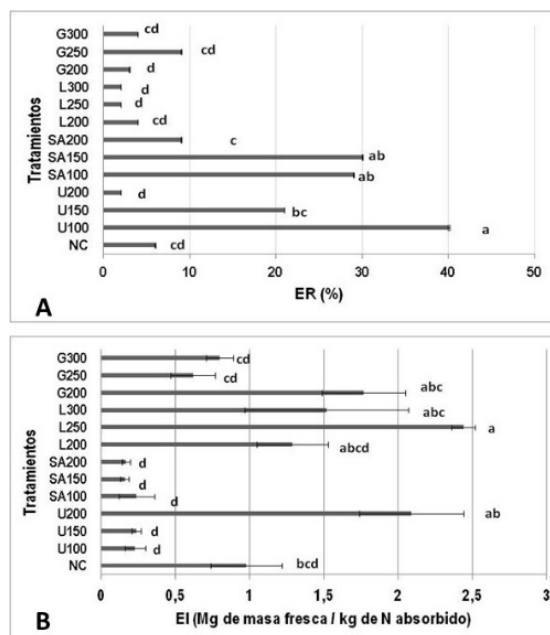 Tratamientos
G300 cd
G250 cd
G200 d
L300 d
L250 d
L200 cd
SA200 c
SA150 ab
SA100 ab
U200 d
U150 bc
U100 a
NC cd
0 10 20 30 40 50
ER (%)
A
Tratamientos
G300 cd
G250 cd
G200 abc
L300 abc
L250 a
L200 abcd
SA200 d
SA150 d
SA100 d
U200 ab
U150 d
U100 d
NC bcd
0 0,5 1 1,5 2 2,5 3
EI (Mg de masa fresca / kg de N absorbido)
B